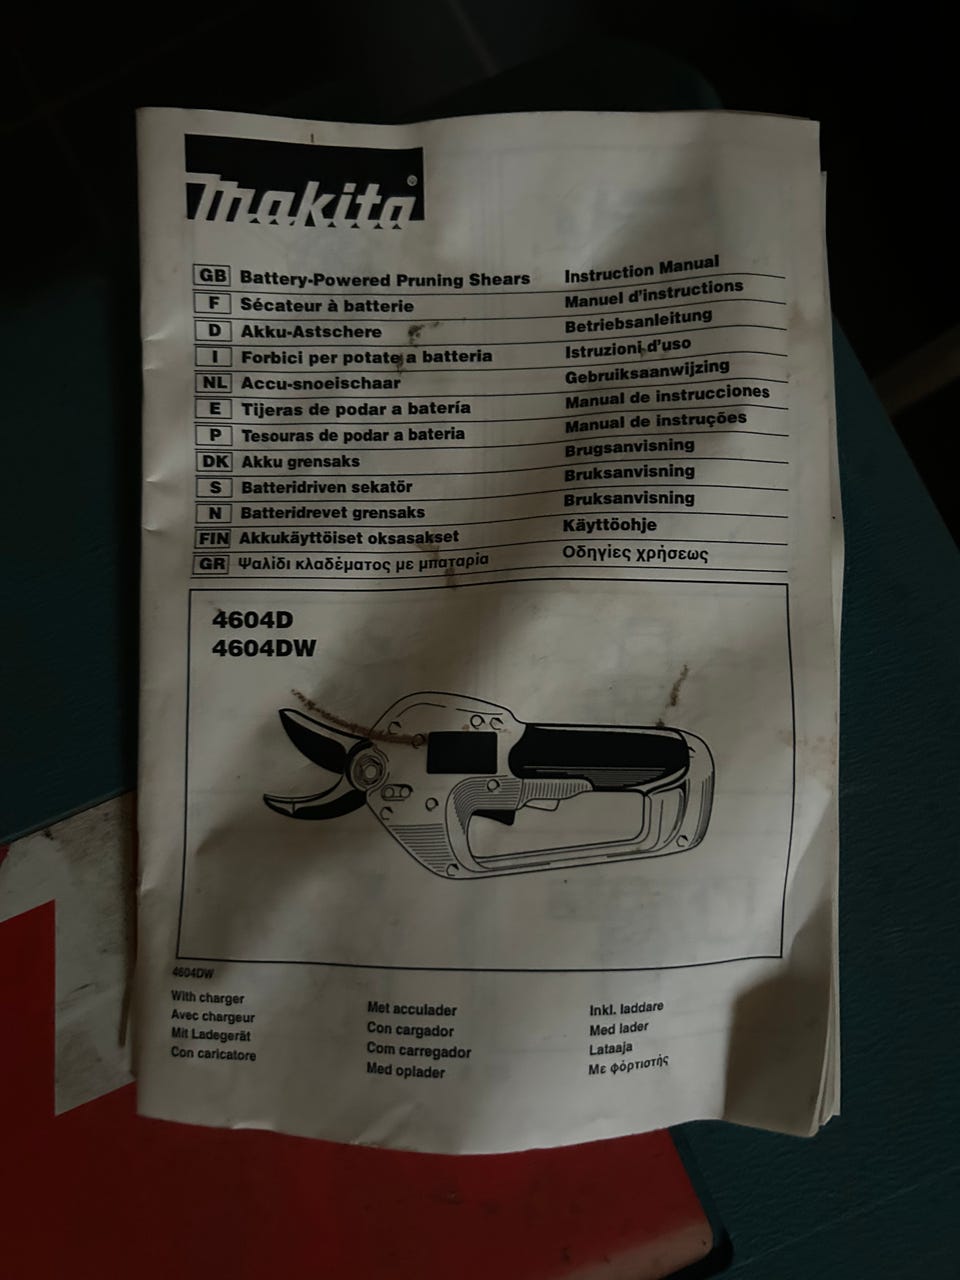 makita®
GB Battery-Powered Pruning Shears Instruction Manual
F Sécateur à batterie Manuel d'instructions
D Akku-Astschere Betriebsanleitung
I Forbici per potate a batteria Istruzioni d'uso
NL Accu-snoeischaar Gebruiksaanwijzing
E Tijeras de podar a batería Manual de instrucciones
P Tesouras de podar a bateria Manual de instruções
DK Akku grensaks Brugsanvisning
S Batteridriven sekatör Bruksanvisning
N Batteridrevet grensaks Bruksanvisning
FIN Akkukäyttöiset oksasakset Käyttöohje
GR Ψαλίδι κλαδέματος με μπαταρία Οδηγίες χρήσεως
4604D
4604DW
4604DW
With charger
Avec chargeur
Mit Ladegerät
Con caricatore
Met acculader
Con cargador
Com carregador
Med oplader
Inkl. laddare
Med lader
Lataaja
Με φόρτιστής